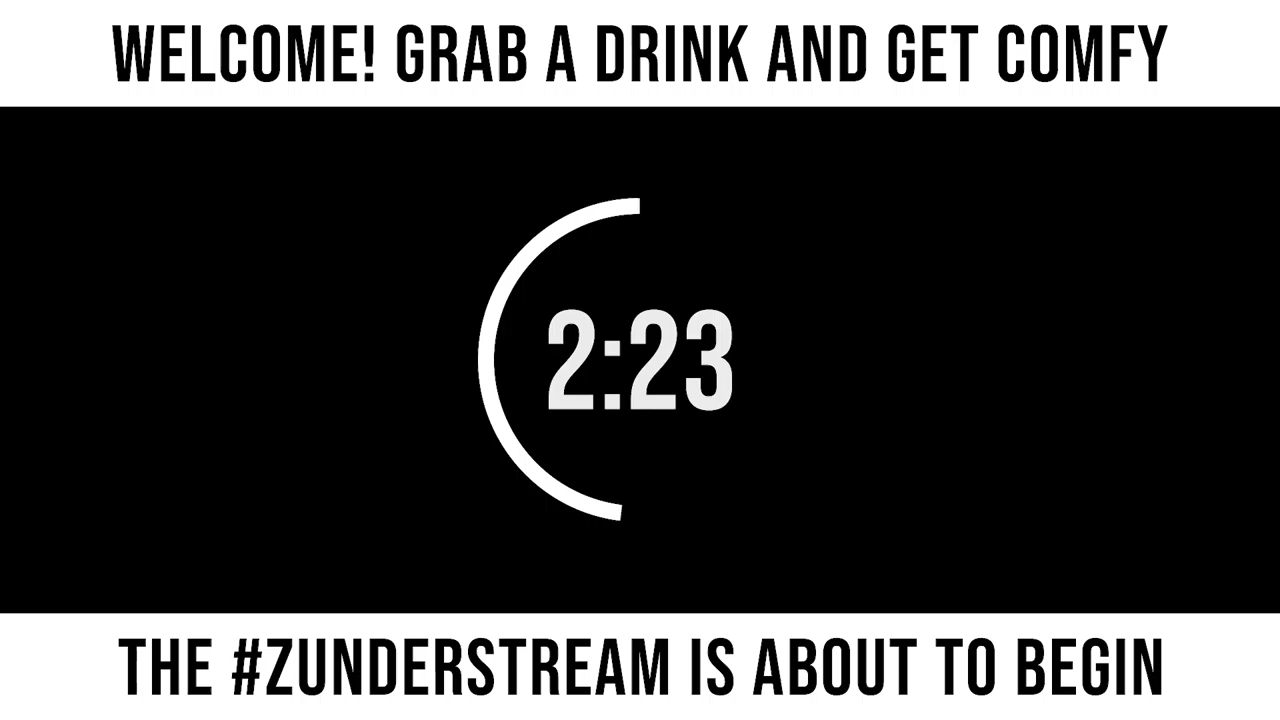 WELCOME! GRAB A DRINK AND GET COMFY
2:23
THE #ZUNDERSTREAM IS ABOUT TO BEGIN